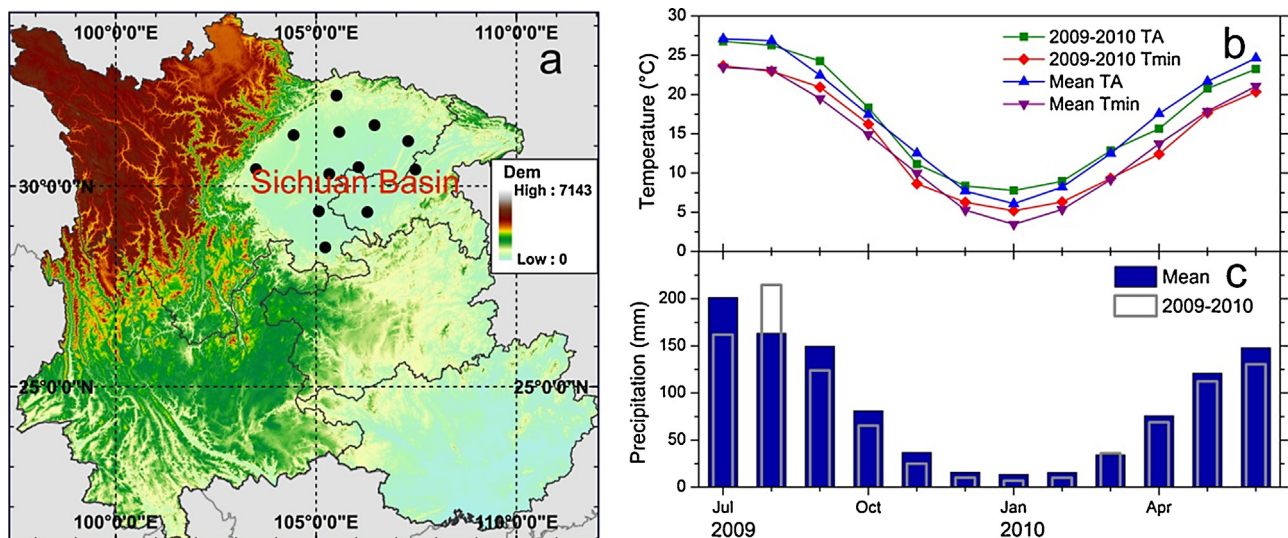 100°0'0"E 105°0'0"E 110°0'0"E
a
Sichuan Basin
30°0'0"N
Dem
High : 7143
Low : 0
25°0'0"N 25°0'0"N
100°0'0"E 105°0'0"E 110°0'0"E
b
2009-2010 TA
2009-2010 Tmin
Mean TA
Mean Tmin
Temperature (°C)
30
25
20
15
10
5
0
c
Mean
2009-2010
Precipitation (mm)
200
150
100
50
0
Jul Oct Jan Apr
2009 2010